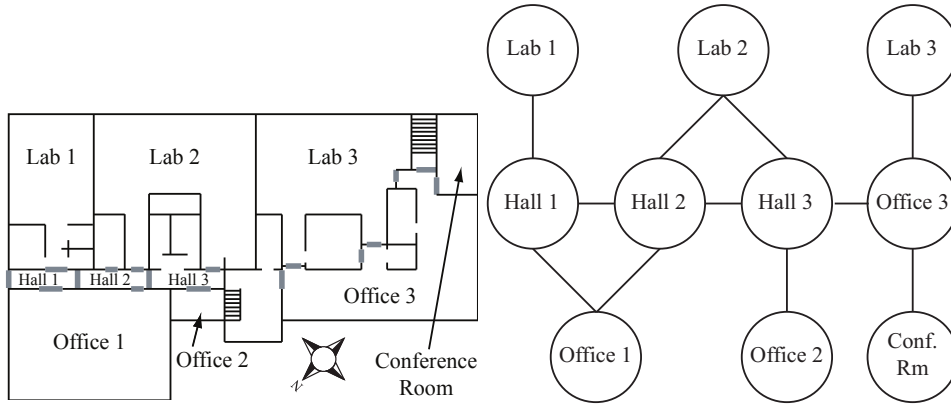 Lab 1
Lab 2
Lab 3
Hall 1
Hall 2
Hall 3
Office 1
Office 2
Office 3
Conference
Room
N
Lab 1
Lab 2
Lab 3
Hall 1
Hall 2
Hall 3
Office 3
Office 1
Office 2
Conf.
Rm